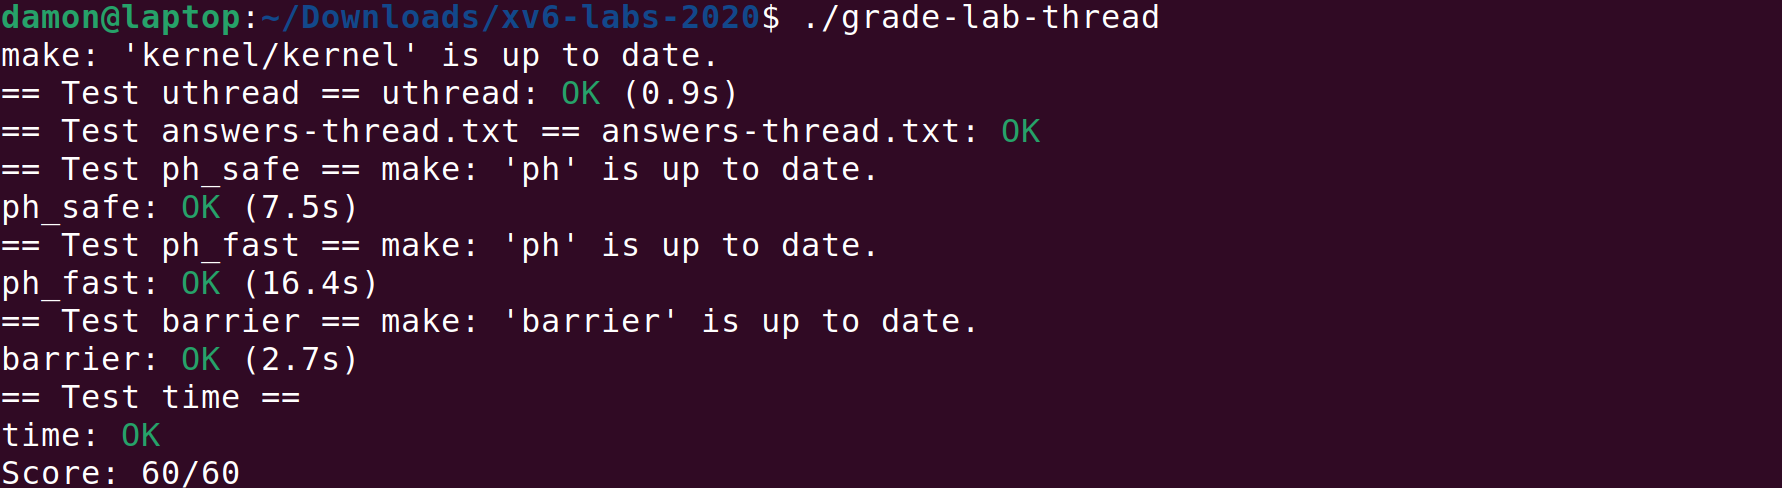 damon@laptop:~/Downloads/xv6-labs-2020$ ./grade-lab-thread
make: 'kernel/kernel' is up to date.
== Test uthread == uthread: OK (0.9s)
== Test answers-thread.txt == answers-thread.txt: OK
== Test ph_safe == make: 'ph' is up to date.
ph_safe: OK (7.5s)
== Test ph_fast == make: 'ph' is up to date.
ph_fast: OK (16.4s)
== Test barrier == make: 'barrier' is up to date.
barrier: OK (2.7s)
== Test time ==
time: OK
Score: 60/60